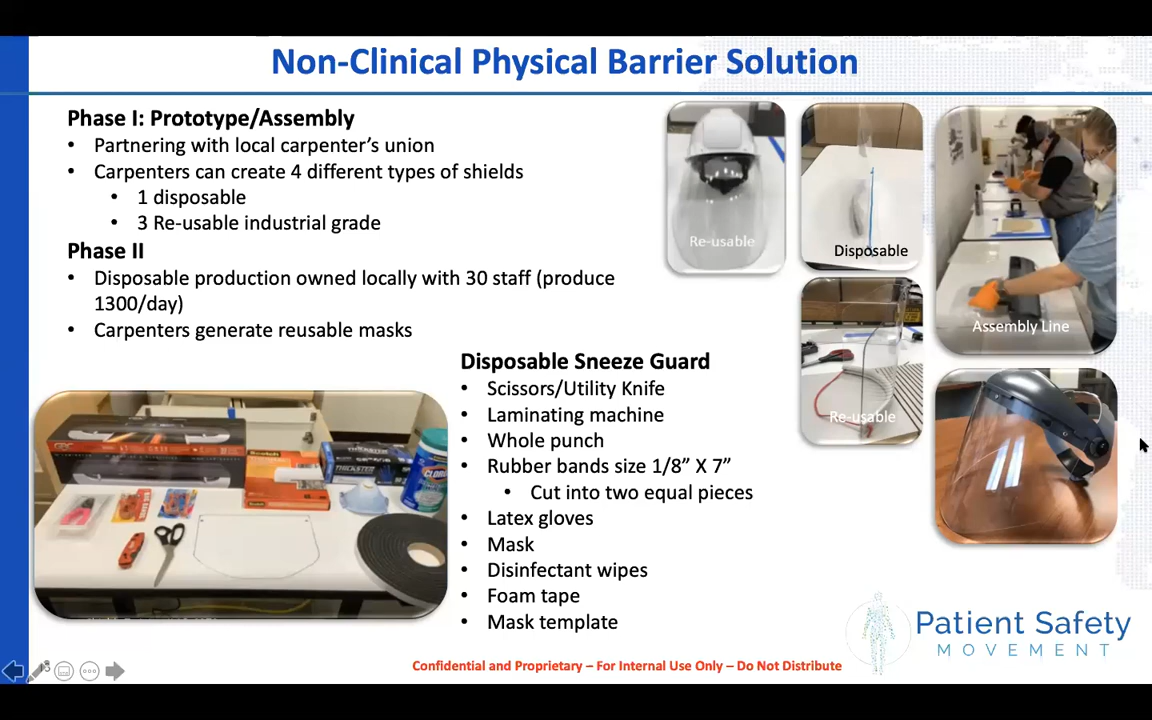 Non-Clinical Physical Barrier Solution
Phase I: Prototype/Assembly
• Partnering with local carpenter’s union
• Carpenters can create 4 different types of shields
• 1 disposable
• 3 Re-usable industrial grade
Phase II
• Disposable production owned locally with 30 staff (produce
1300/day)
• Carpenters generate reusable masks
Re-usable
Disposable
Assembly Line
Re-usable
Disposable Sneeze Guard
• Scissors/Utility Knife
• Laminating machine
• Whole punch
• Rubber bands size 1/8” X 7”
• Cut into two equal pieces
• Latex gloves
• Mask
• Disinfectant wipes
• Foam tape
• Mask template
GBC
Scotch
THICKSTER
CLOROX
Patient Safety
MOVEMENT
Confidential and Proprietary – For Internal Use Only – Do Not Distribute